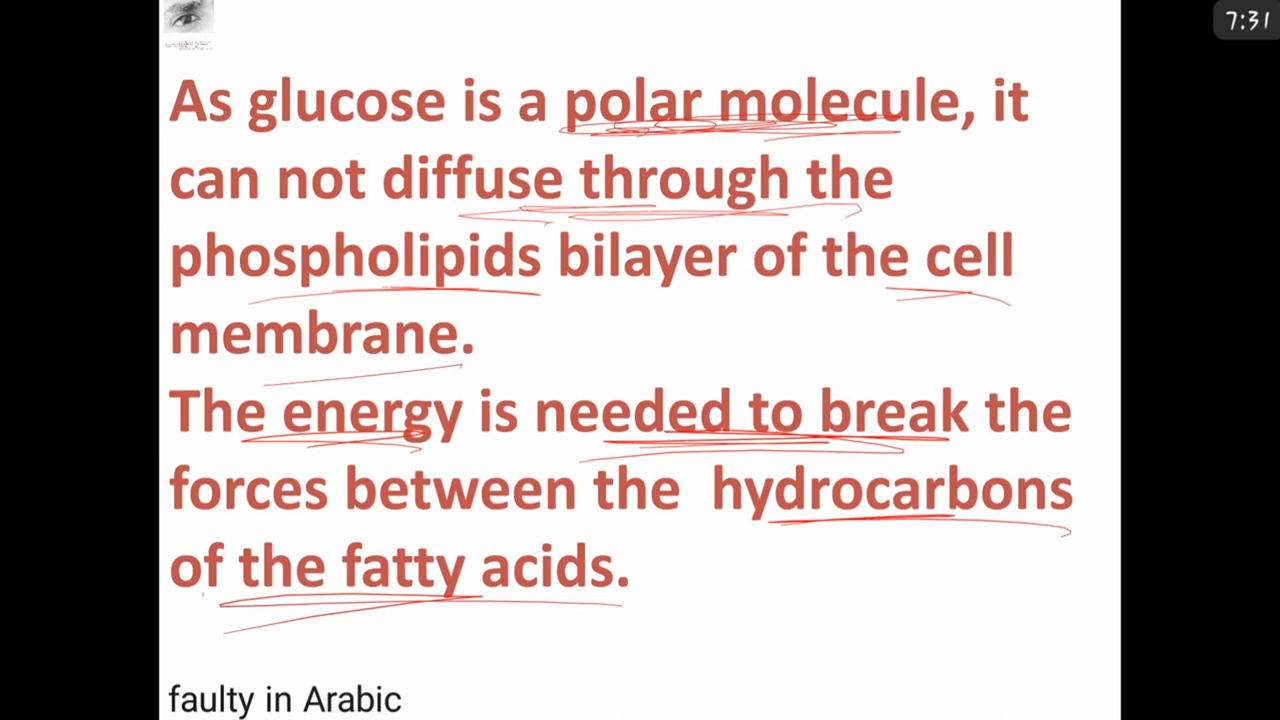 7:31
As glucose is a polar molecule, it
can not diffuse through the
phospholipids bilayer of the cell
membrane.
The energy is needed to break the
forces between the hydrocarbons
of the fatty acids.
faulty in Arabic